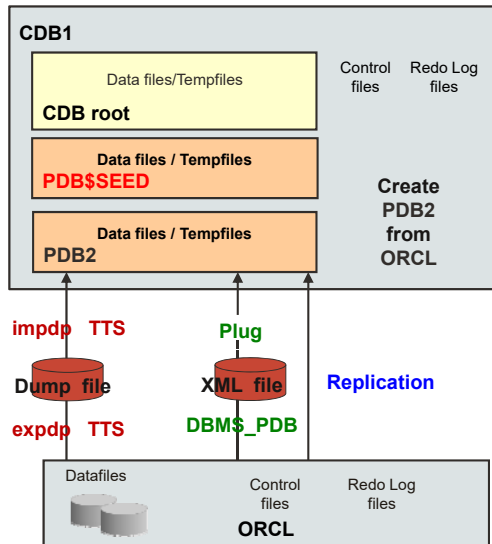 CDB1
Data files/Tempfiles
CDB root
Control
files
Redo Log
files
Data files / Tempfiles
PDB$SEED
Data files / Tempfiles
PDB2
Create
PDB2
from
ORCL
impdp TTS
Plug
Dump file
XML file
Replication
expdp TTS
DBMS_PDB
Datafiles
Control
files
Redo Log
files
ORCL